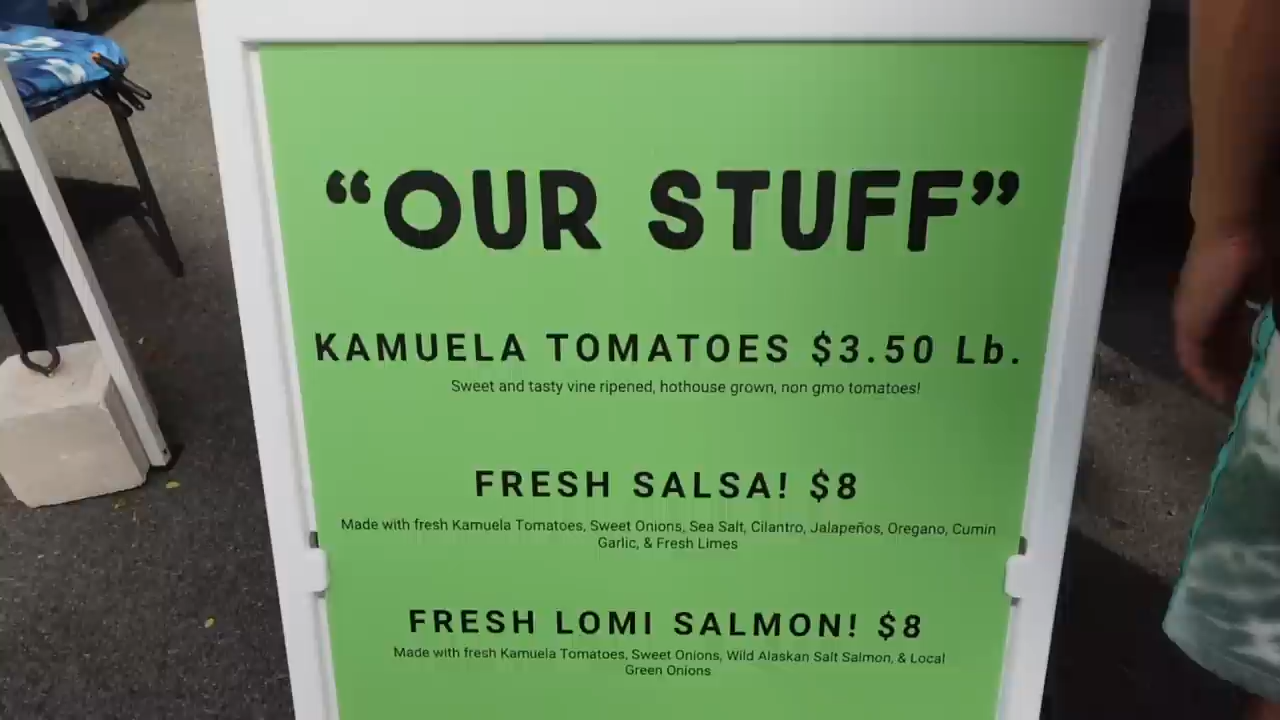 “OUR STUFF”
KAMUELA TOMATOES $3.50 Lb.
Sweet and tasty vine ripened, hothouse grown, non gmo tomatoes!
FRESH SALSA! $8
Made with fresh Kamuela Tomatoes, Sweet Onions, Sea Salt, Cilantro, Jalapeños, Oregano, Cumin
Garlic, & Fresh Limes
FRESH LOMI SALMON! $8
Made with fresh Kamuela Tomatoes, Sweet Onions, Wild Alaskan Salt Salmon, & Local
Green Onions